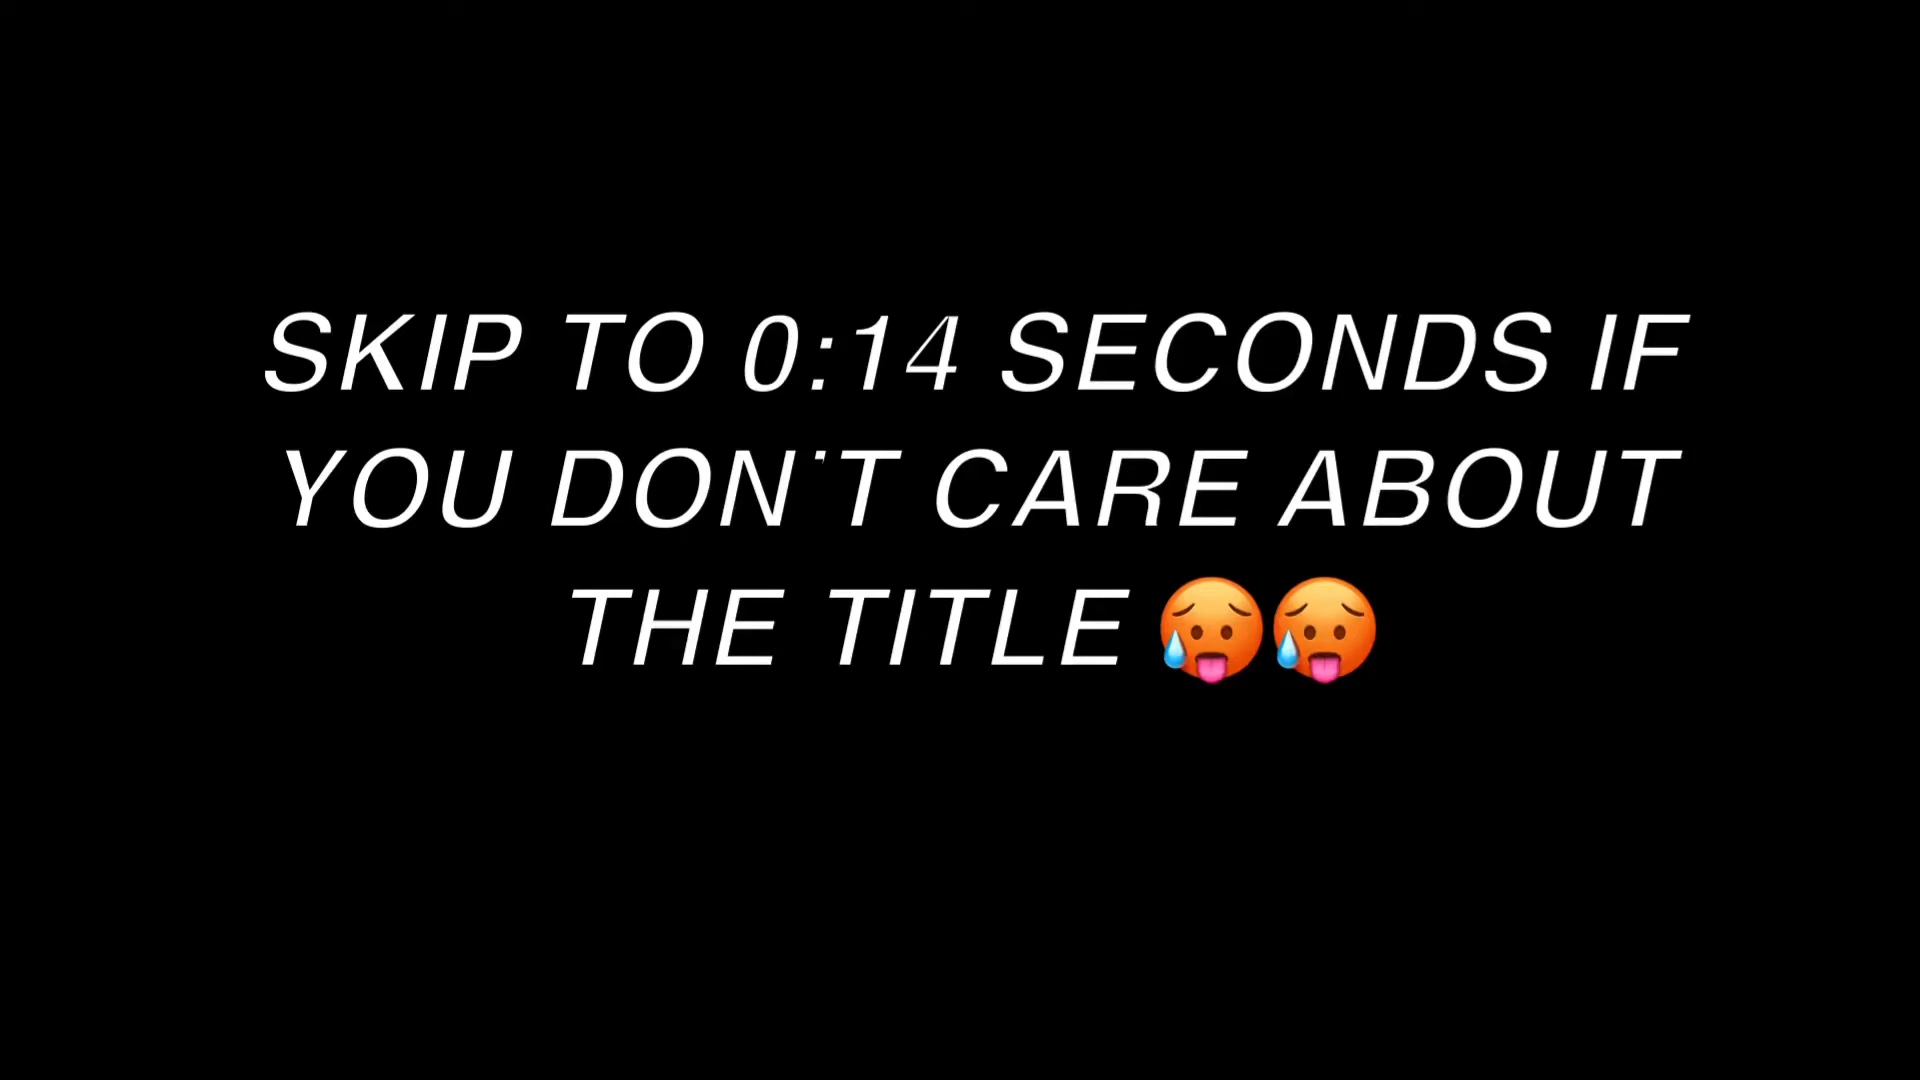 SKIP TO 0:14 SECONDS IF
YOU DON'T CARE ABOUT
THE TITLE 🥵🥵